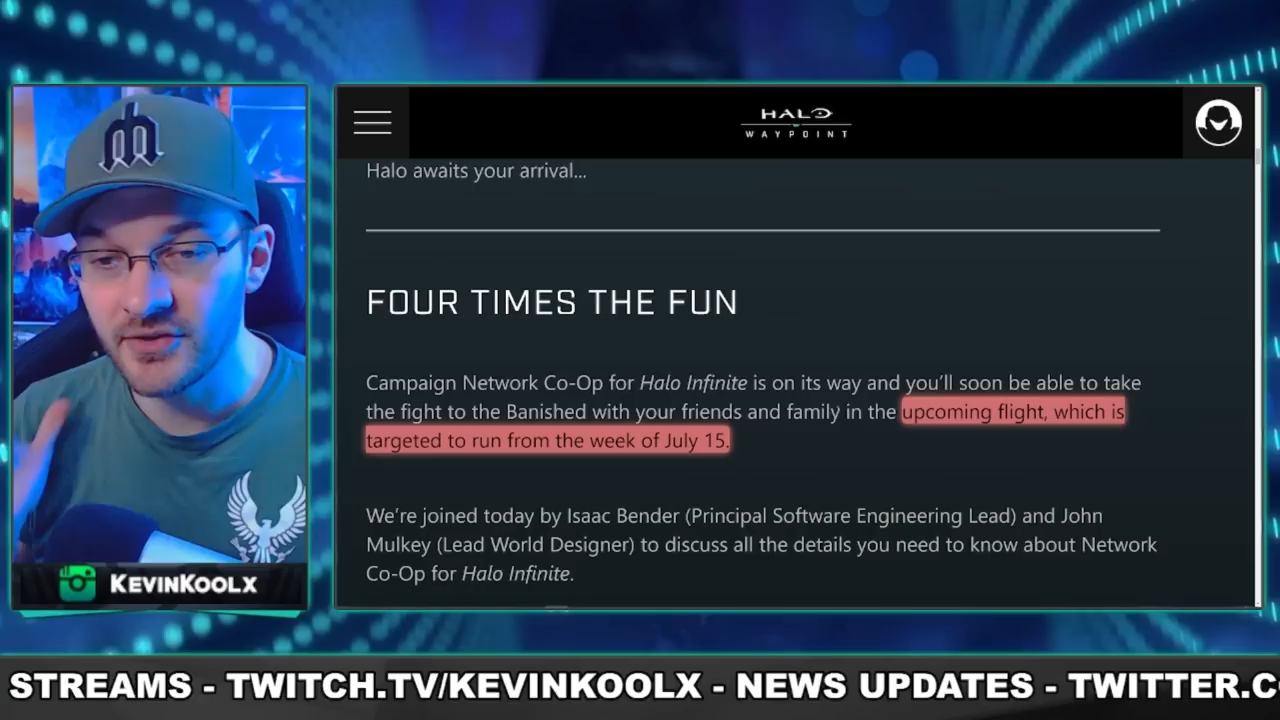 HALO
WAYPOINT
Halo awaits your arrival...
FOUR TIMES THE FUN
Campaign Network Co-Op for Halo Infinite is on its way and you'll soon be able to take
the fight to the Banished with your friends and family in the upcoming flight, which is
targeted to run from the week of July 15.
We're joined today by Isaac Bender (Principal Software Engineering Lead) and John
Mulkey (Lead World Designer) to discuss all the details you need to know about Network
Co-Op for Halo Infinite.
KEVINKOOLX
STREAMS - TWITCH.TV/KEVINKOOLX - NEWS UPDATES - TWITTER.C